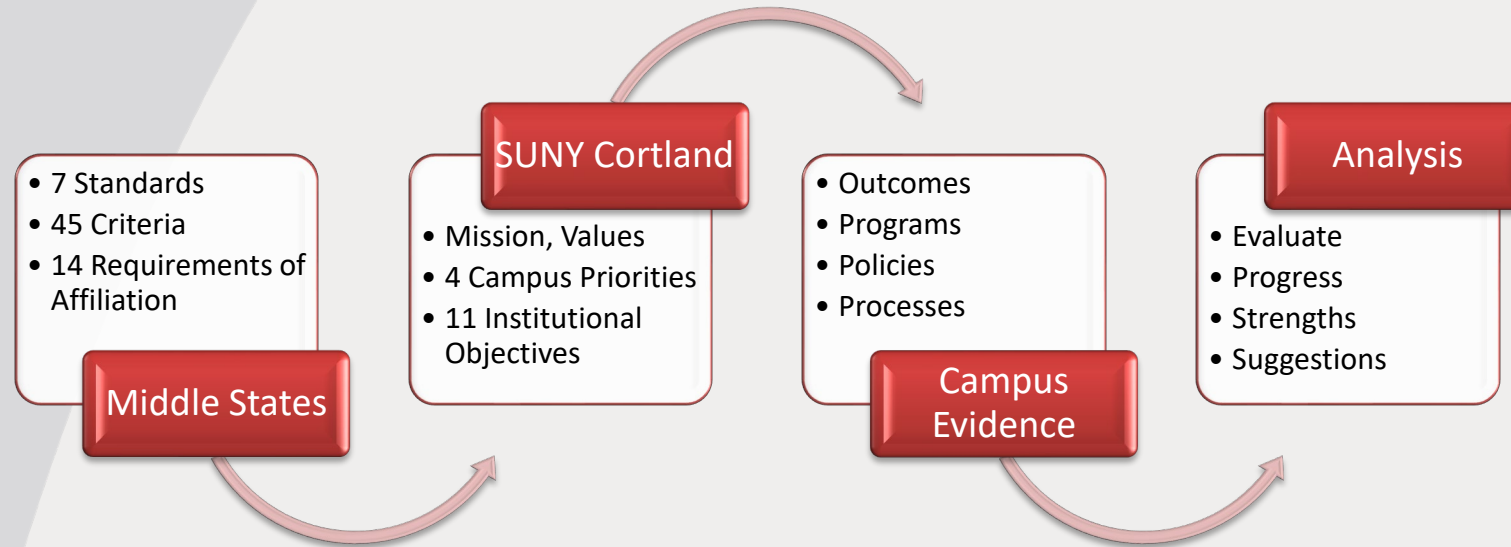 • 7 Standards
• 45 Criteria
• 14 Requirements of
Affiliation
Middle States
SUNY Cortland
• Mission, Values
• 4 Campus Priorities
• 11 Institutional
Objectives
• Outcomes
• Programs
• Policies
• Processes
Campus
Evidence
Analysis
• Evaluate
• Progress
• Strengths
• Suggestions